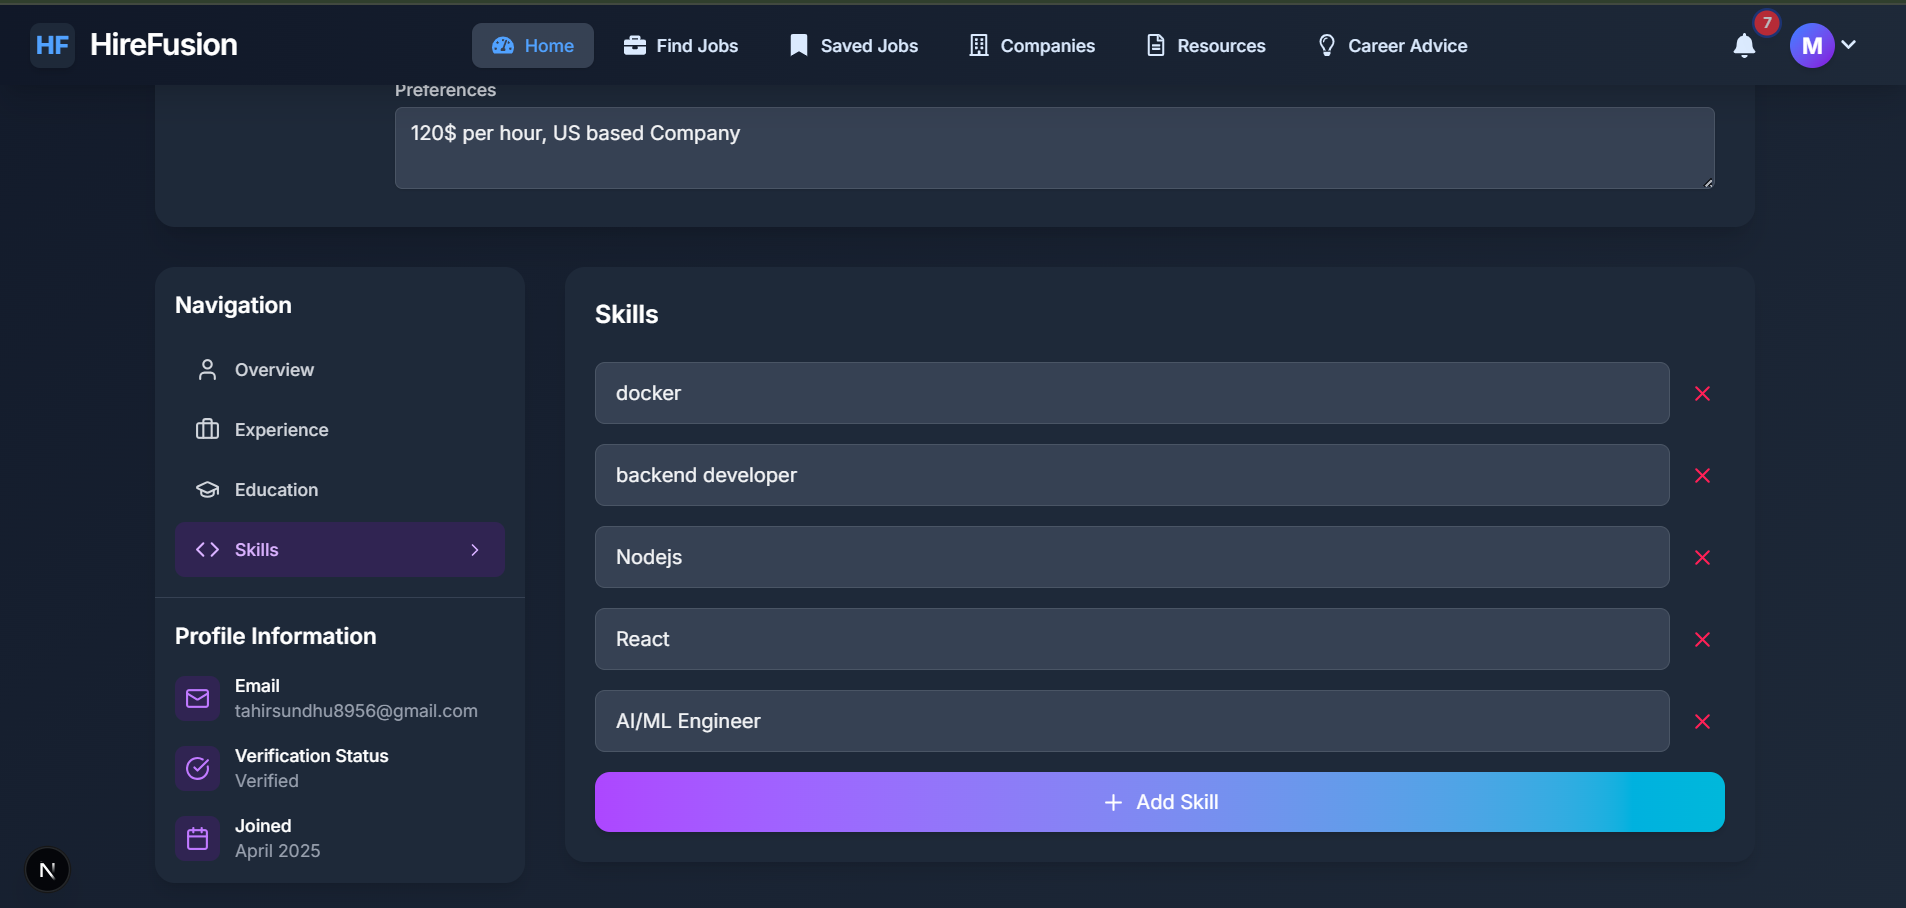 HF HireFusion
Home
Find Jobs
Saved Jobs
Companies
Resources
Career Advice
7
M
Preferences
120$ per hour, US based Company
Navigation
Overview
Experience
Education
Skills
Profile Information
Email
tahirsundhu8956@gmail.com
Verification Status
Verified
Joined
April 2025
Skills
docker
backend developer
Nodejs
React
AI/ML Engineer
Add Skill
N